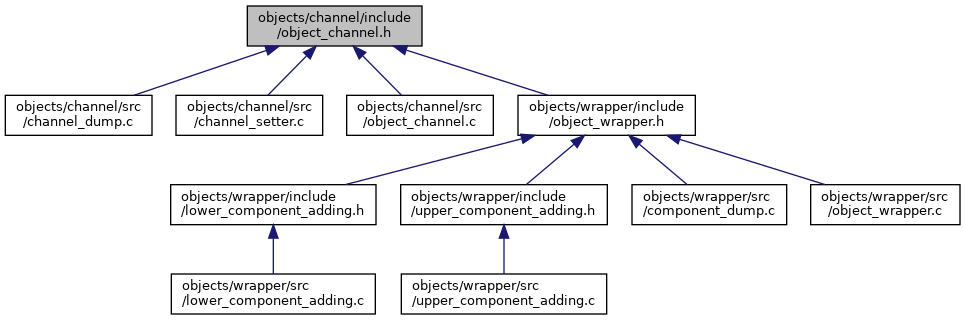 objects/channel/include
/object_channel.h
objects/channel/src
/channel_dump.c
objects/channel/src
/channel_setter.c
objects/channel/src
/object_channel.c
objects/wrapper/include
/object_wrapper.h
objects/wrapper/include
/lower_component_adding.h
objects/wrapper/include
/upper_component_adding.h
objects/wrapper/src
/component_dump.c
objects/wrapper/src
/object_wrapper.c
objects/wrapper/src
/lower_component_adding.c
objects/wrapper/src
/upper_component_adding.c